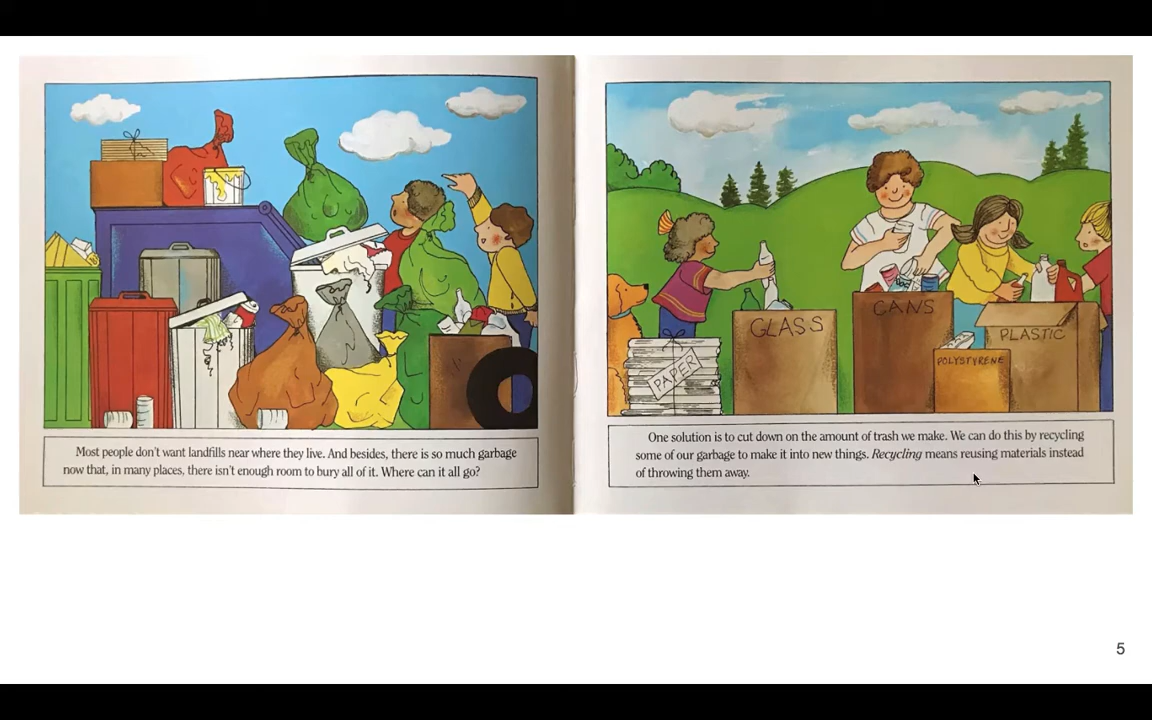 Most people don't want landfills near where they live. And besides, there is so much garbage
now that, in many places, there isn't enough room to bury all of it. Where can it all go?
PAPER
GLASS
CANS
POLYSTYRENE
PLASTIC
One solution is to cut down on the amount of trash we make. We can do this by recycling
some of our garbage to make it into new things. Recycling means reusing materials instead
of throwing them away.
5